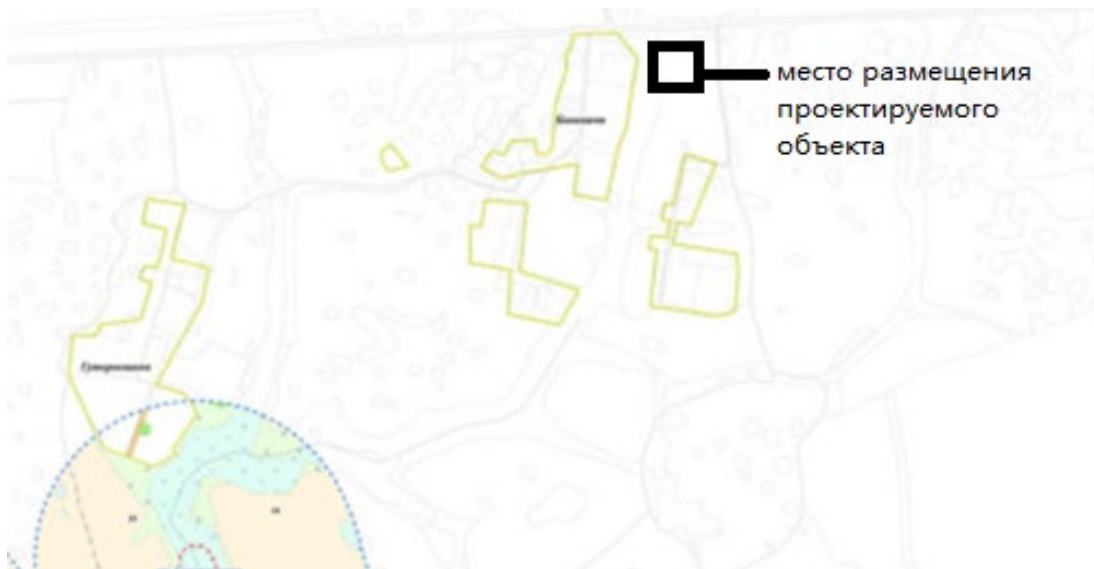 место размещения
проектируемого
объекта